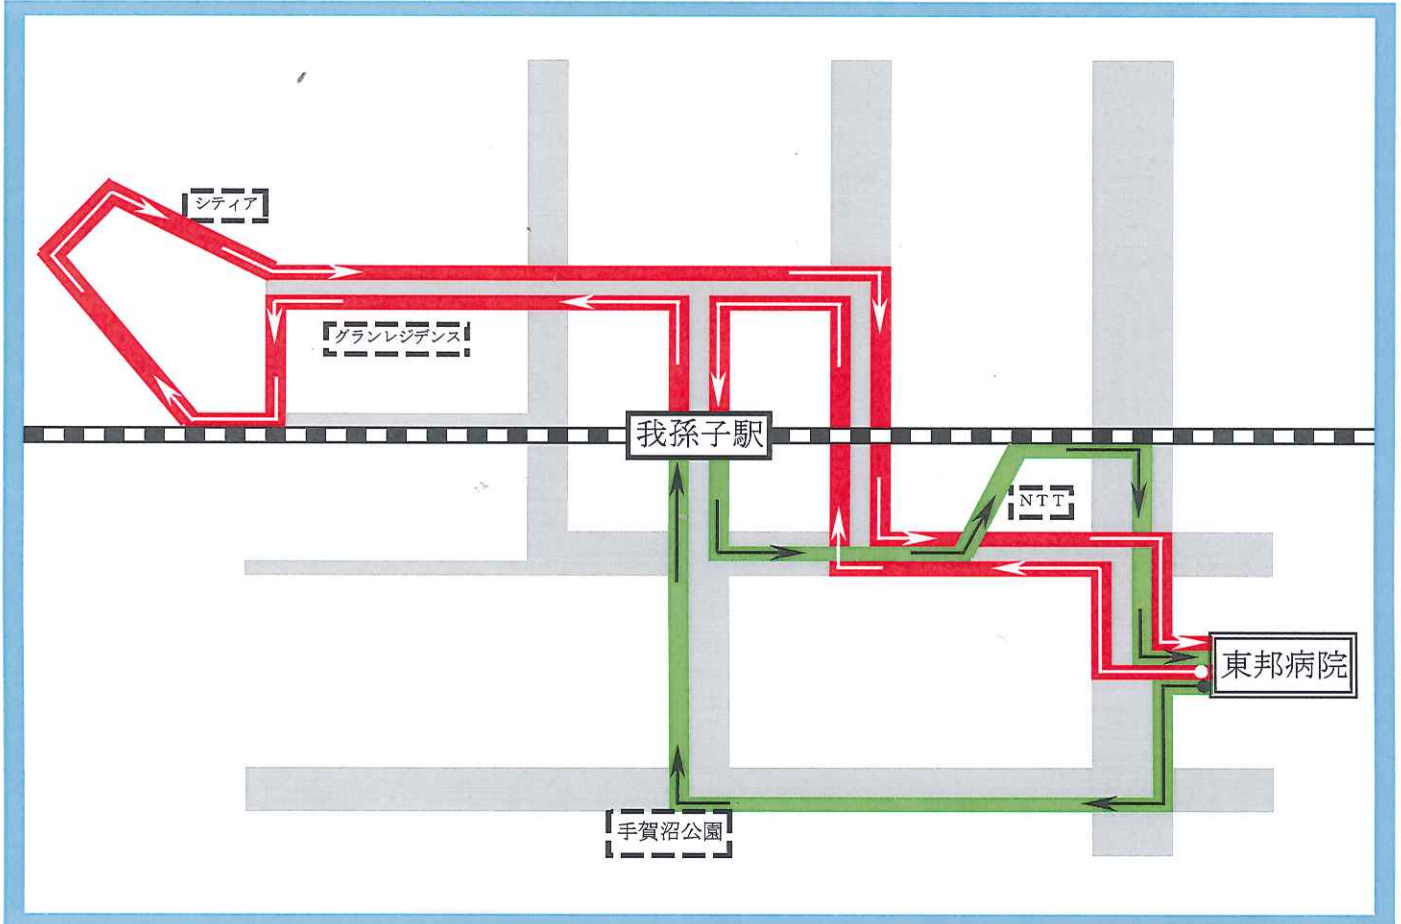 シティア
グランレジデンス
我孫子駅
NTT
東邦病院
手賀沼公園